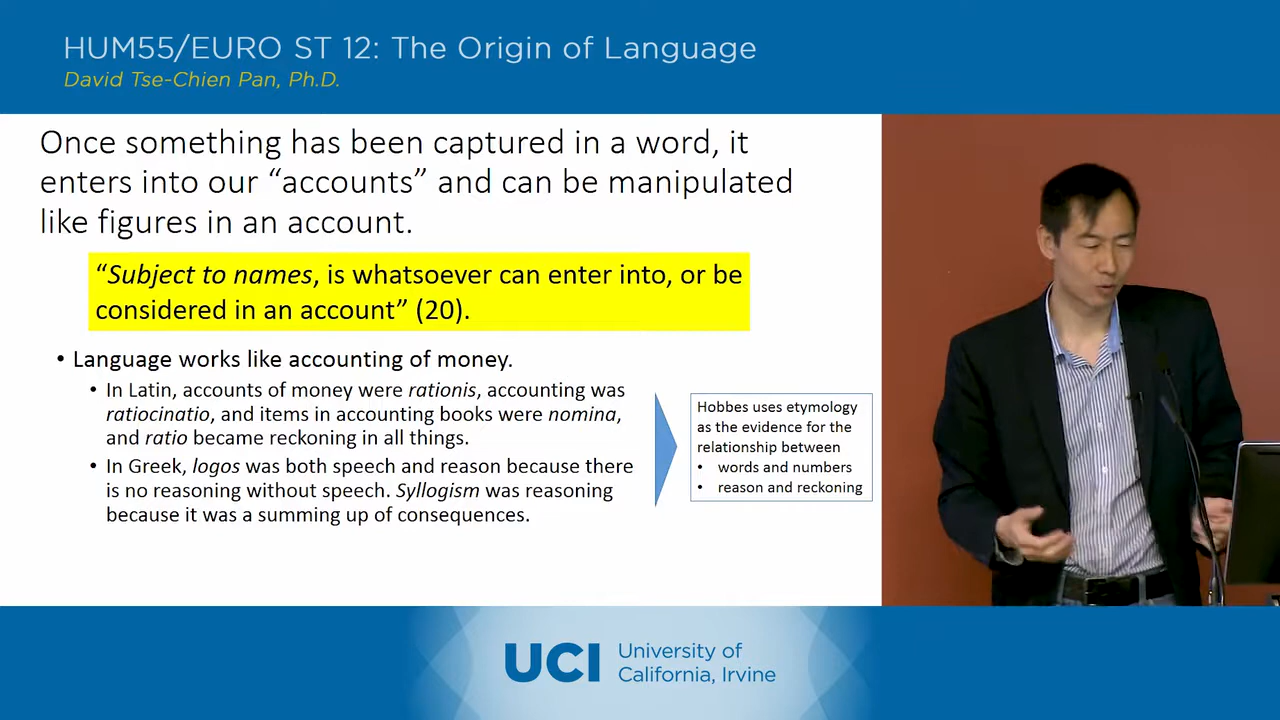 HUM55/EURO ST 12: The Origin of Language
David Tse-Chien Pan, Ph.D.
Once something has been captured in a word, it
enters into our “accounts” and can be manipulated
like figures in an account.
“Subject to names, is whatsoever can enter into, or be
considered in an account” (20).
• Language works like accounting of money.
• In Latin, accounts of money were rationis, accounting was
ratiocinatio, and items in accounting books were nomina,
and ratio became reckoning in all things.
• In Greek, logos was both speech and reason because there
is no reasoning without speech. Syllogism was reasoning
because it was a summing up of consequences.
Hobbes uses etymology
as the evidence for the
relationship between
• words and numbers
• reason and reckoning
UCI University of
California, Irvine